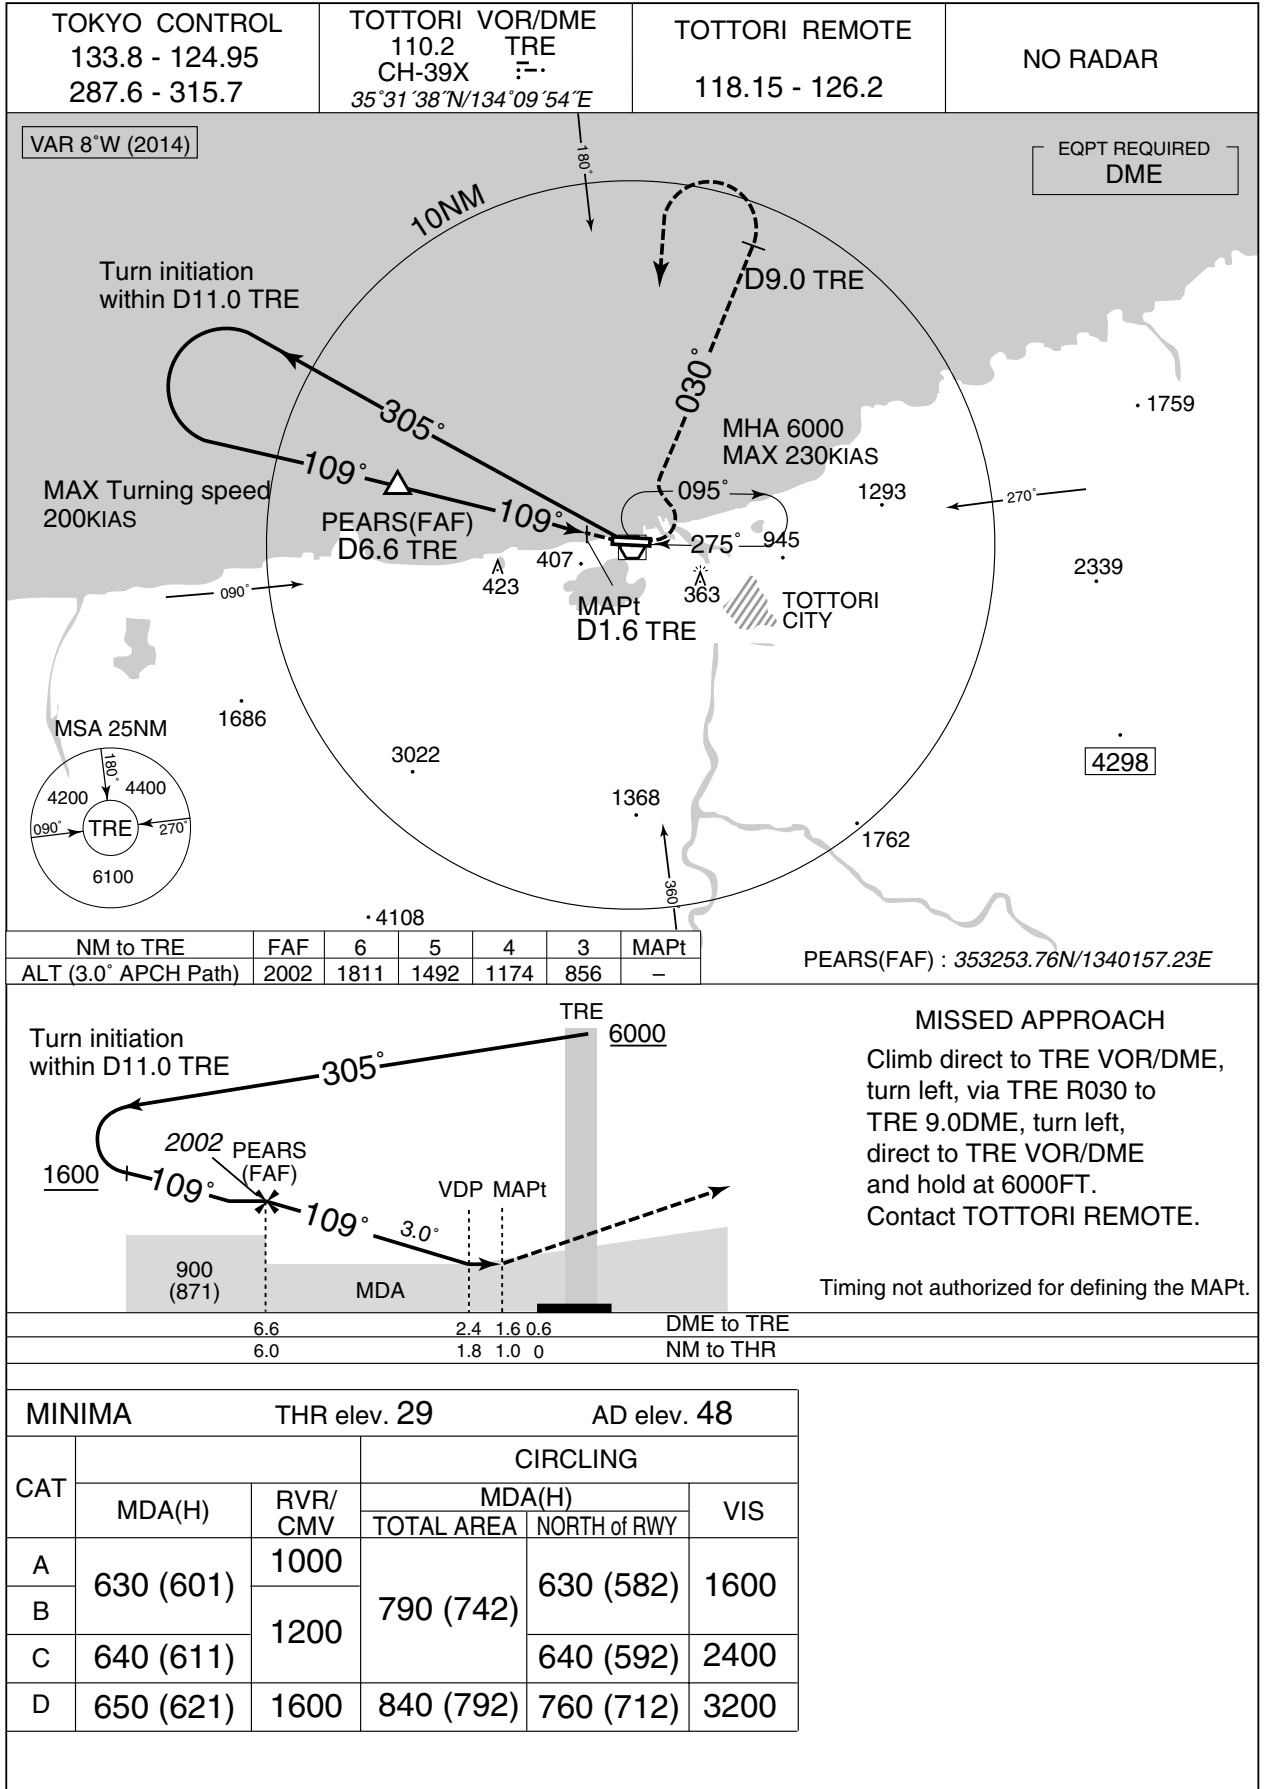 TOKYO CONTROL
133.8 - 124.95
287.6 - 315.7
TOTTORI VOR/DME
110.2 TRE
CH-39X
35°31´38˝N/134°09´54˝E
TOTTORI REMOTE
118.15 - 126.2
NO RADAR
VAR 8°W (2014)
EQPT REQUIRED
DME
180°
10NM
Turn initiation
within D11.0 TRE
D9.0 TRE
030°
305°
1759
MHA 6000
MAX 230KIAS
109°
MAX Turning speed
200KIAS
095°
1293
270°
PEARS(FAF)
D6.6 TRE
109°
275°
945
407
423
363
2339
090°
MAPt
D1.6 TRE
TOTTORI
CITY
1686
MSA 25NM
180°
4200
4400
090°
TRE
270°
6100
3022
4298
1368
1762
360°
4108
NM to TRE FAF 6 5 4 3 MAPt
ALT (3.0° APCH Path) 2002 1811 1492 1174 856 –
PEARS(FAF) : 353253.76N/1340157.23E
TRE
6000
Turn initiation
within D11.0 TRE
305°
2002
PEARS
(FAF)
1600
109°
VDP MAPt
109°
3.0°
900
(871)
MDA
MISSED APPROACH
Climb direct to TRE VOR/DME,
turn left, via TRE R030 to
TRE 9.0DME, turn left,
direct to TRE VOR/DME
and hold at 6000FT.
Contact TOTTORI REMOTE.
Timing not authorized for defining the MAPt.
6.6 2.4 1.6 0.6 DME to TRE
6.0 1.8 1.0 0 NM to THR
MINIMA THR elev. 29 AD elev. 48
CAT
MDA(H)
RVR/
CMV
CIRCLING
MDA(H)
TOTAL AREA NORTH of RWY
VIS
A 630 (601) 1000 790 (742) 630 (582) 1600
B 1200
C 640 (611) 640 (592) 2400
D 650 (621) 1600 840 (792) 760 (712) 3200